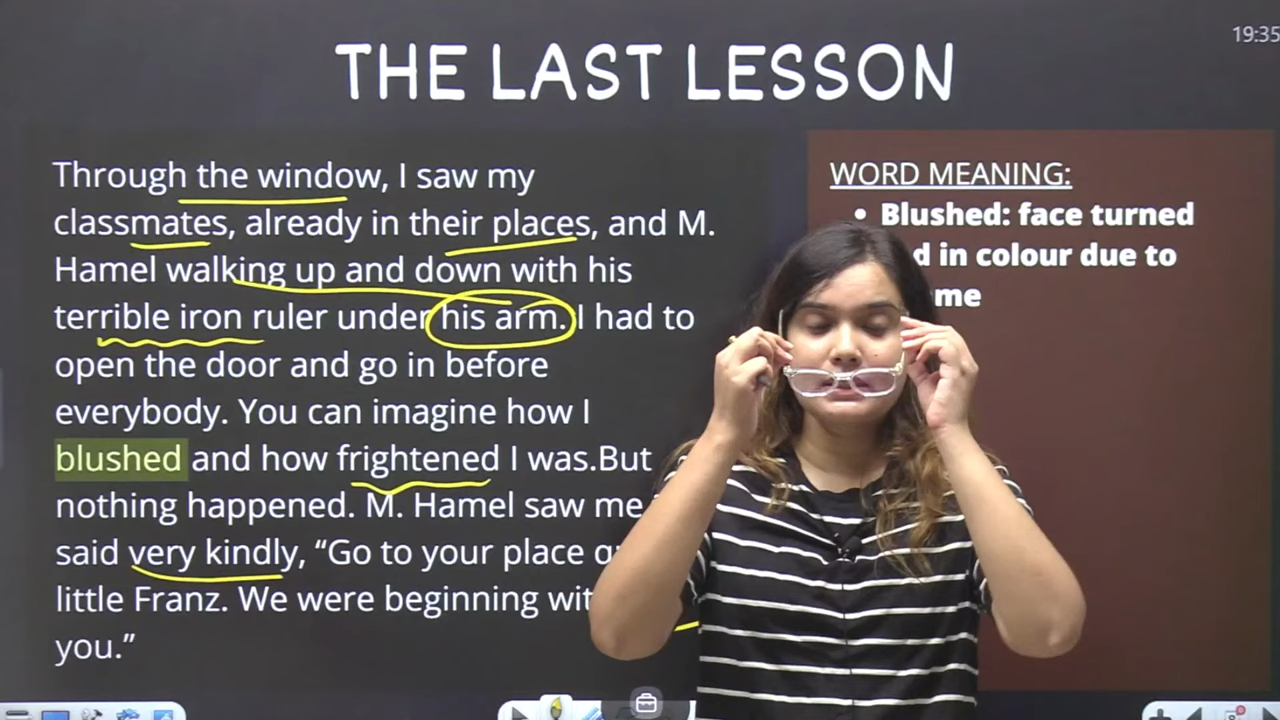 19:35
THE LAST LESSON
Through the window, I saw my
classmates, already in their places, and M.
Hamel walking up and down with his
terrible iron ruler under his arm. I had to
open the door and go in before
everybody. You can imagine how I
blushed and how frightened I was.But
nothing happened. M. Hamel saw me
said very kindly, “Go to your place
little Franz. We were beginning
you.”
WORD MEANING:
• Blushed: face turned
in colour due to